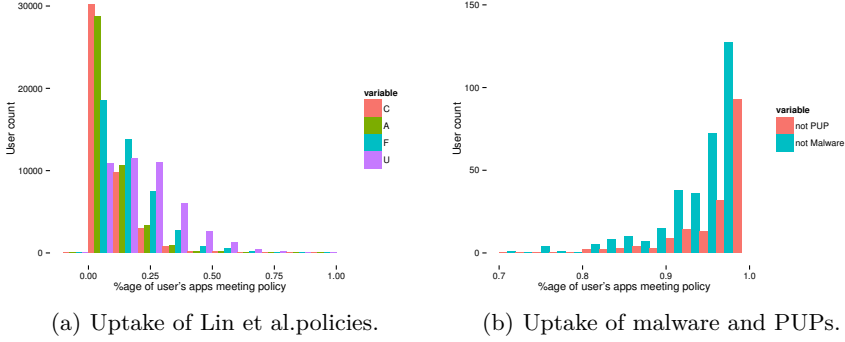 30000
20000
10000
0
User count
0.00 0.25 0.50 0.75 1.00
%age of user's apps meeting policy
variable
C
A
F
U
(a) Uptake of Lin et al.policies.
150
100
50
0
User count
0.7 0.8 0.9 1.0
%age of user's apps meeting policy
variable
not PUP
not Malware
(b) Uptake of malware and PUPs.